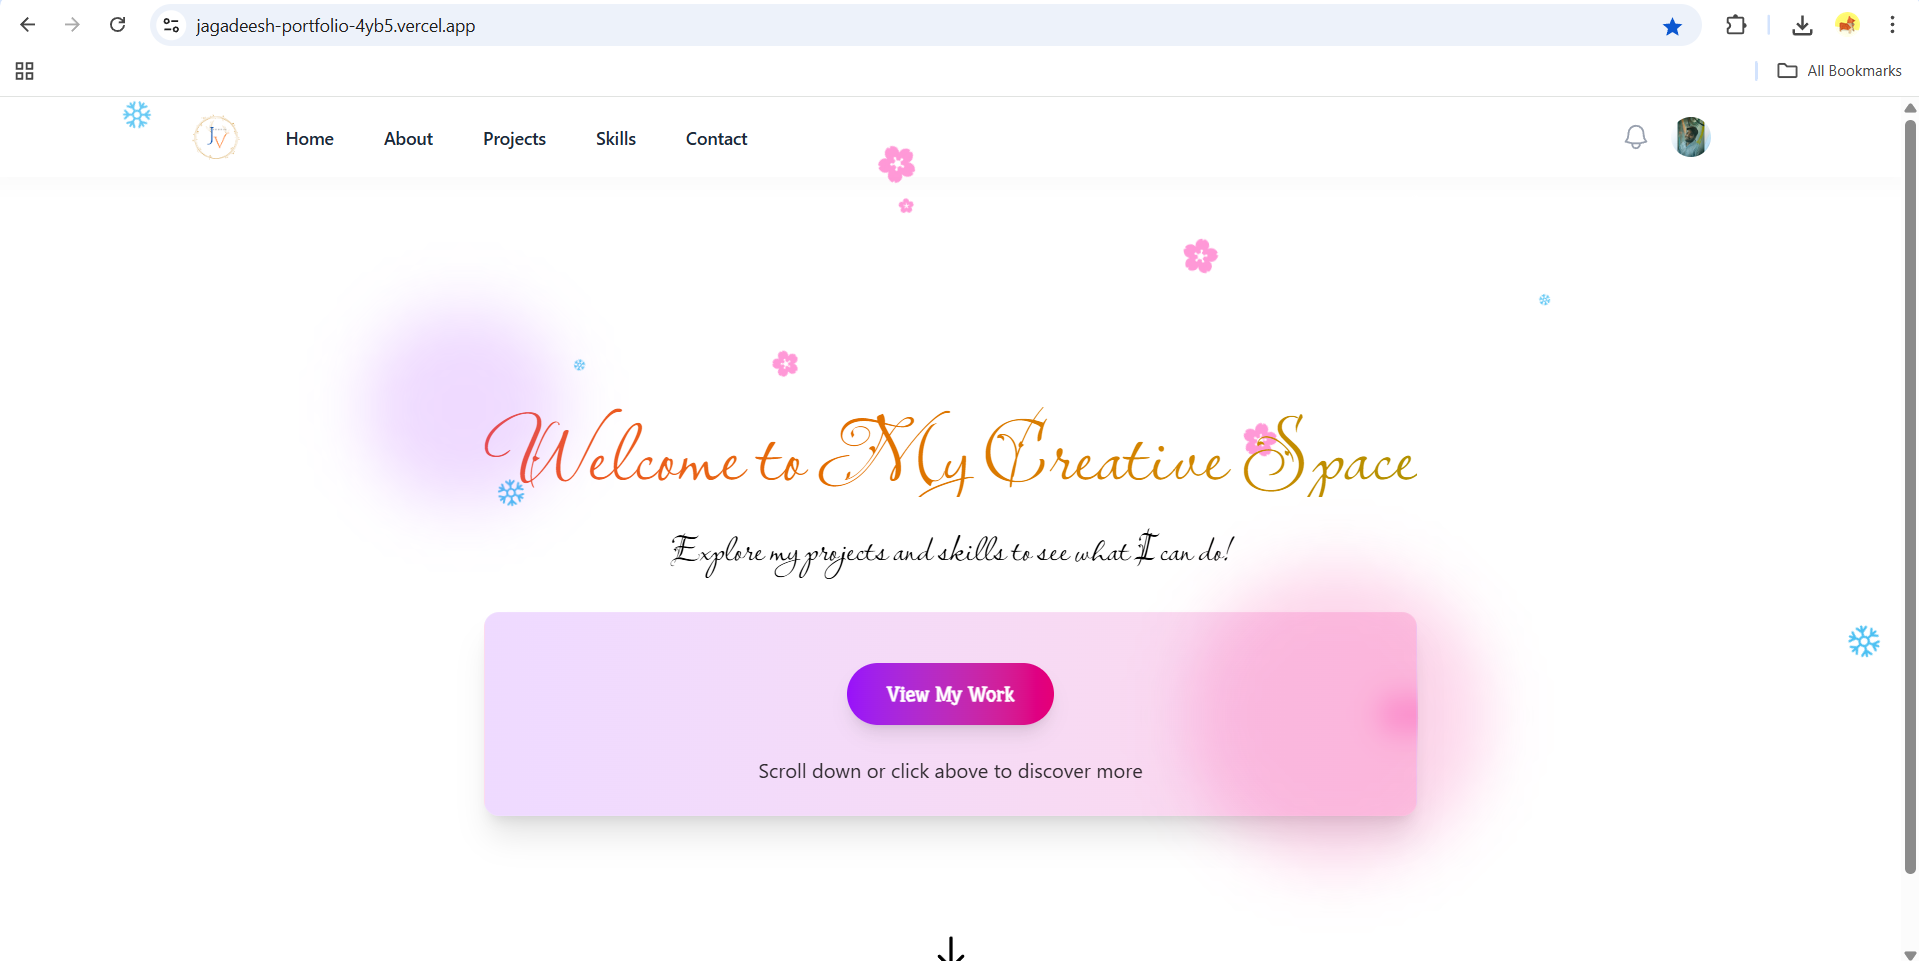 jagadeesh-portfolio-4yb5.vercel.app
All Bookmarks
JV
Home About Projects Skills Contact
Welcome to My Creative Space
Explore my projects and skills to see what I can do!
View My Work
Scroll down or click above to discover more